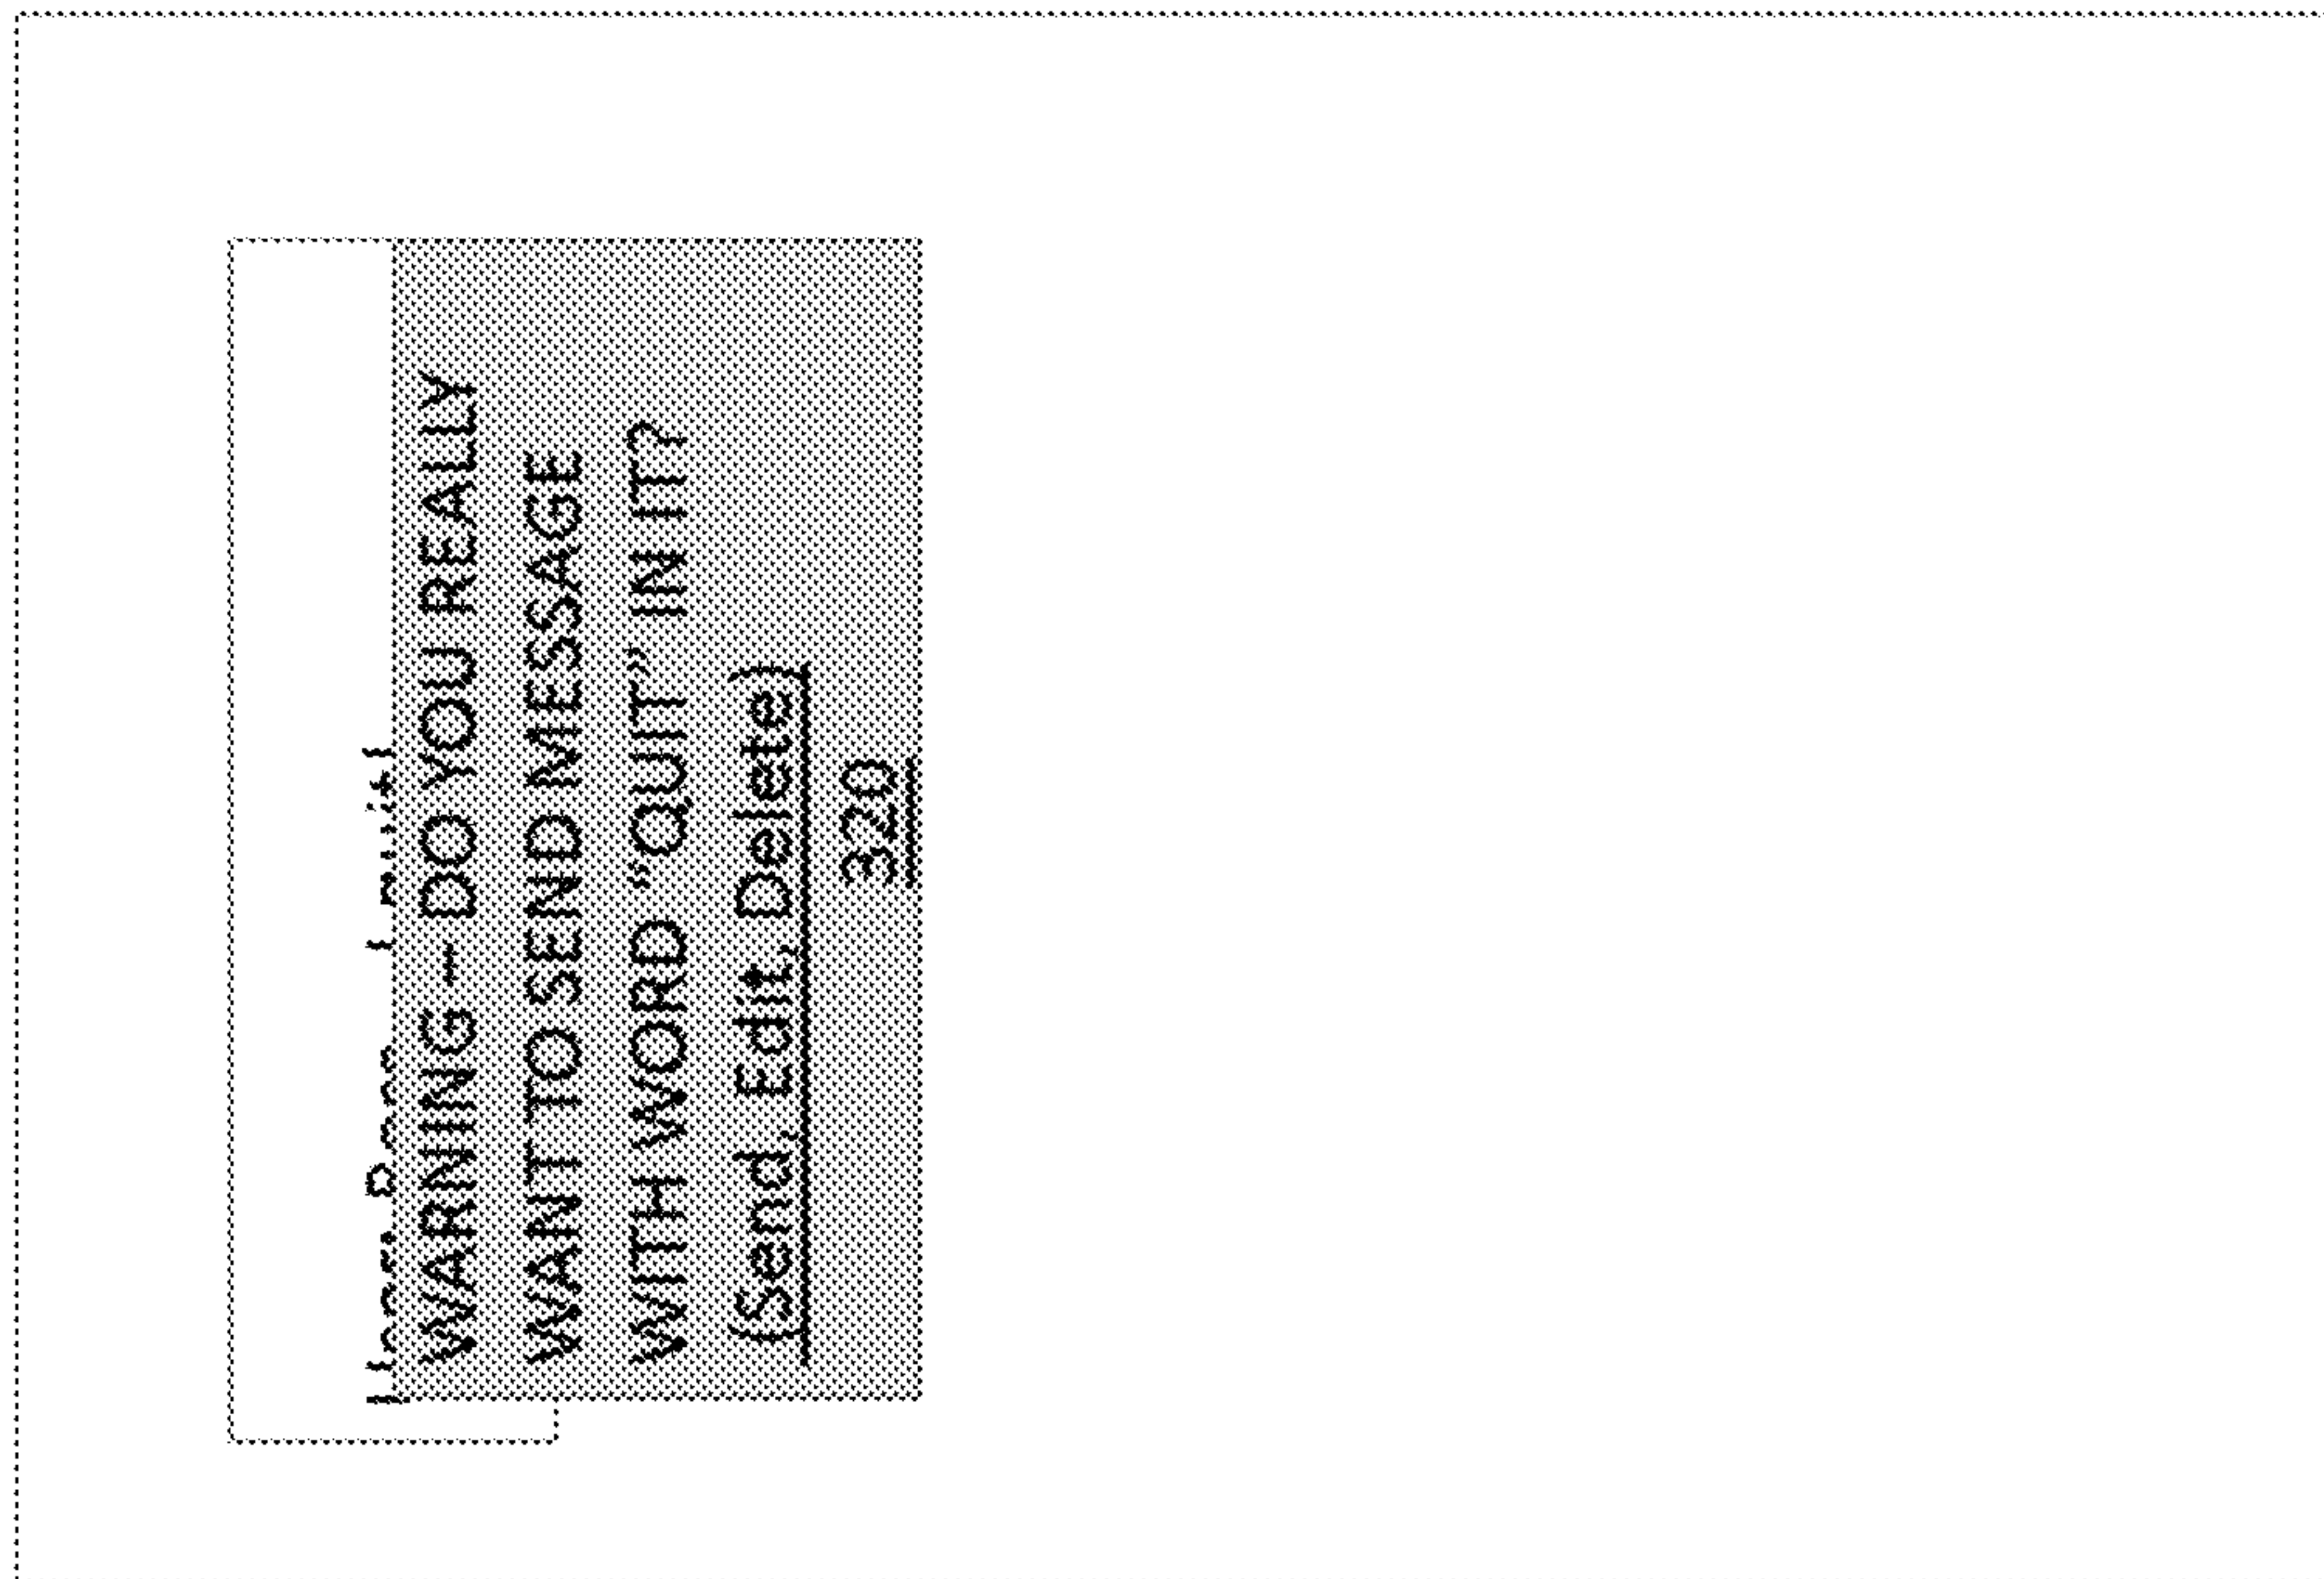 WARNING – DO YOU REALLY
WANT TO SEND MESSAGE
WITH WORD "QUIT" IN IT?
(Send, Edit, Delete)
320